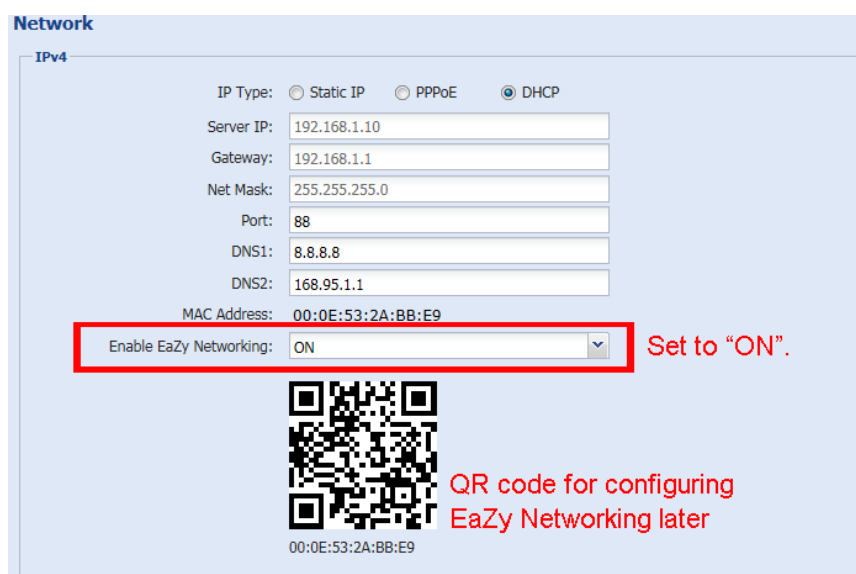 Network
IPv4
IP Type: Static IP PPPoE DHCP
Server IP: 192.168.1.10
Gateway: 192.168.1.1
Net Mask: 255.255.255.0
Port: 88
DNS1: 8.8.8.8
DNS2: 168.95.1.1
MAC Address: 00:0E:53:2A:BB:E9
Enable EaZy Networking: ON Set to “ON”.
QR code for configuring
EaZy Networking later
00:0E:53:2A:BB:E9